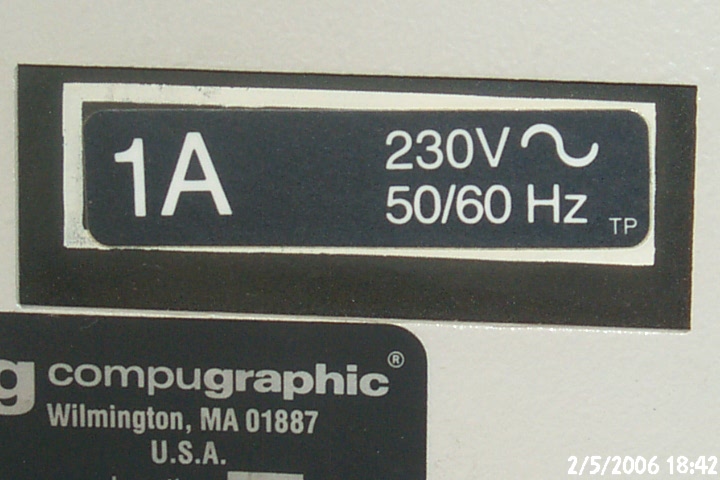 1A
230V
50/60 Hz
TP
compugraphic®
Wilmington, MA 01887
U.S.A.
2/5/2006 18:42